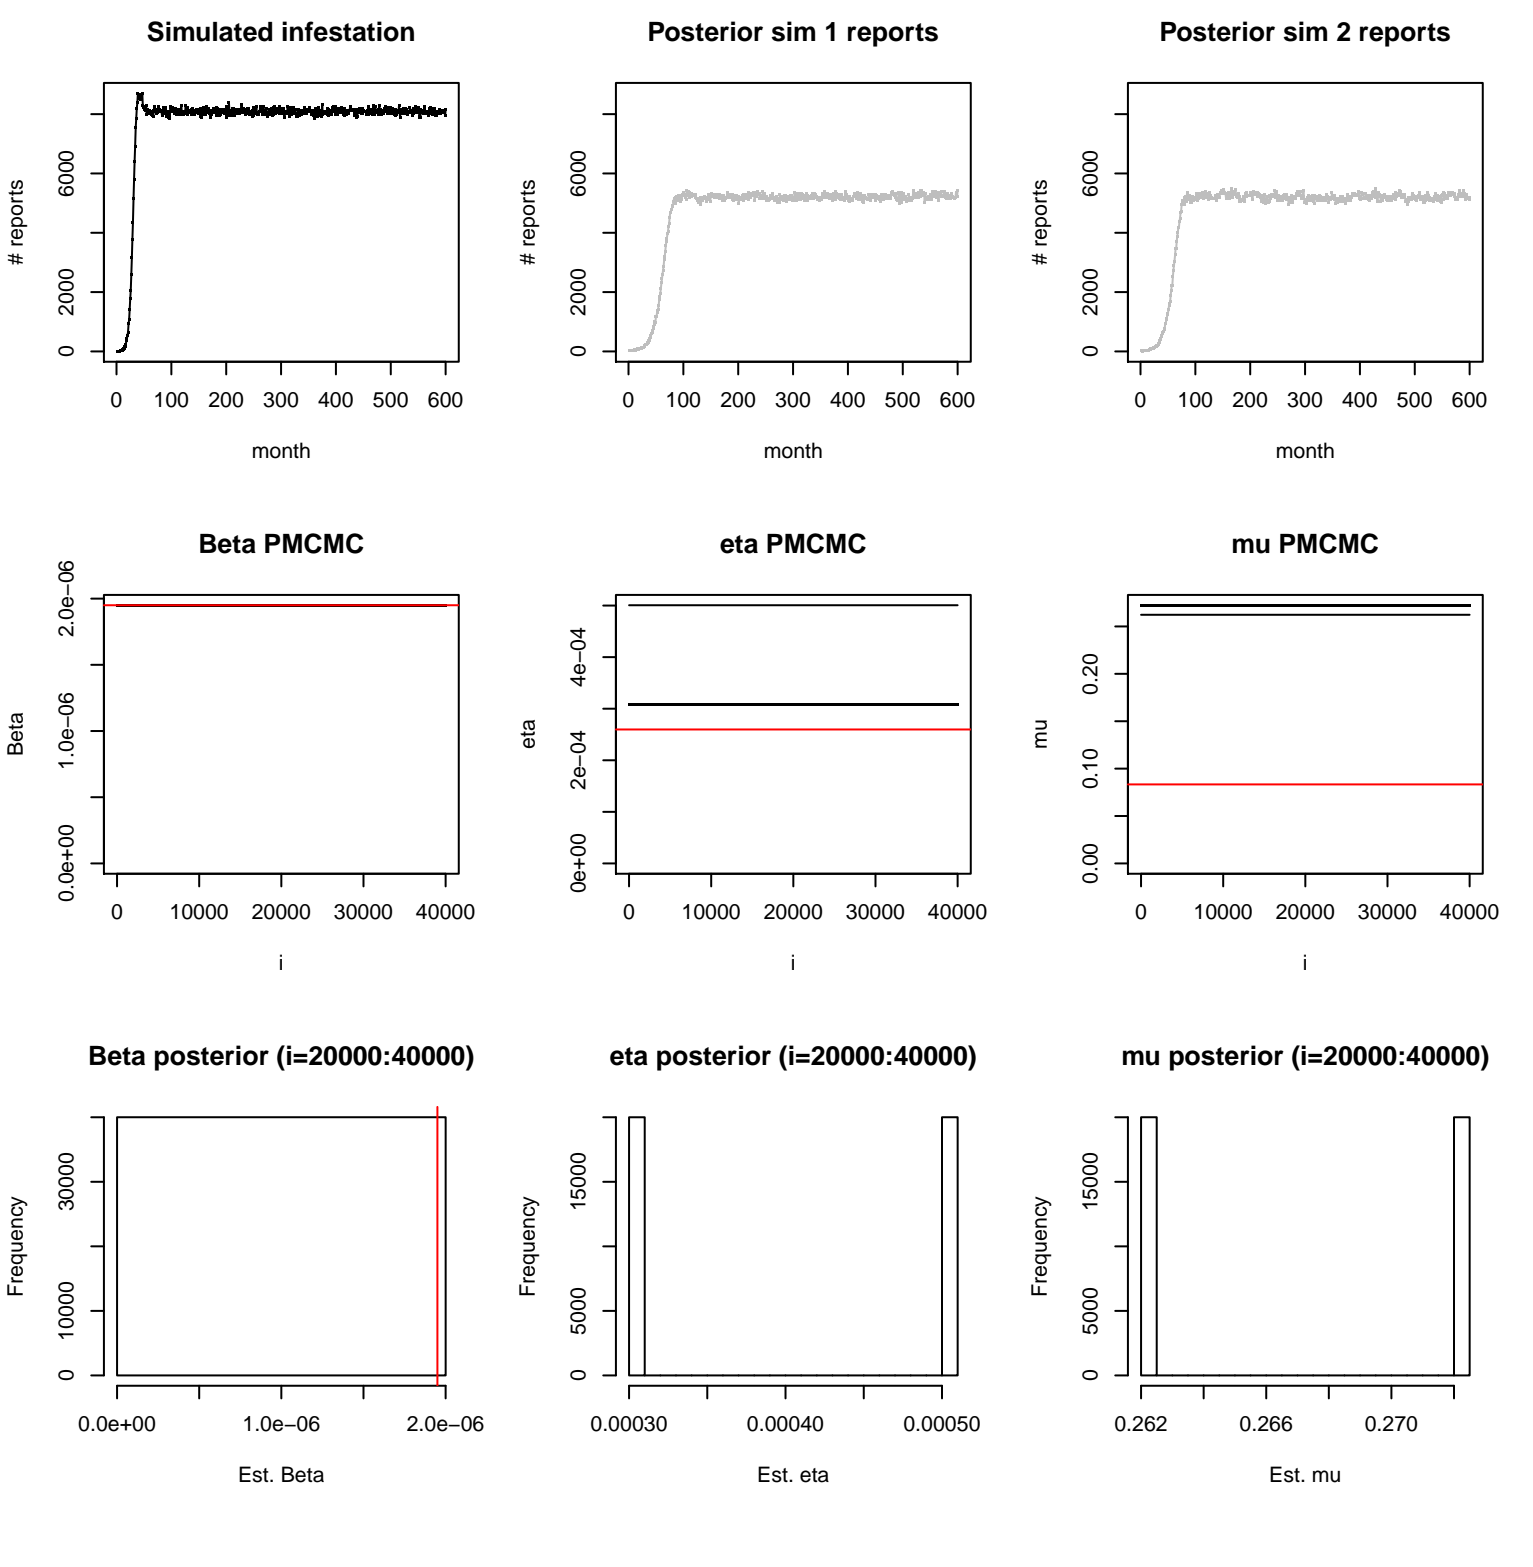 Simulated infestation
# reports
0
2000
6000
0 100 200 300 400 500 600
month
Posterior sim 1 reports
# reports
0
2000
6000
0 100 200 300 400 500 600
month
Posterior sim 2 reports
# reports
0
2000
6000
0 100 200 300 400 500 600
month
Beta PMCMC
Beta
0.0e+00
1.0e−06
2.0e−06
0 10000 20000 30000 40000
i
eta PMCMC
eta
0e+00
2e−04
4e−04
0 10000 20000 30000 40000
i
mu PMCMC
mu
0.00
0.10
0.20
0 10000 20000 30000 40000
i
Beta posterior (i=20000:40000)
Frequency
0
10000
30000
0.0e+00 1.0e−06 2.0e−06
Est. Beta
eta posterior (i=20000:40000)
Frequency
0
5000
15000
0.00030 0.00040 0.00050
Est. eta
mu posterior (i=20000:40000)
Frequency
0
5000
15000
0.262 0.266 0.270
Est. mu